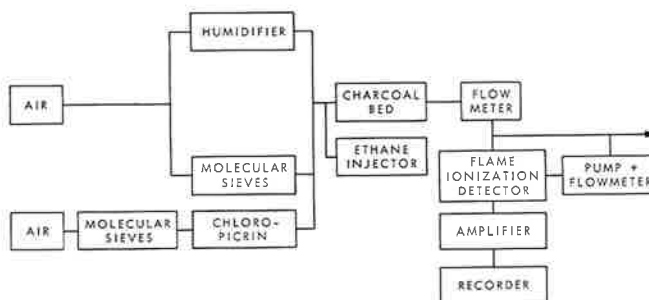 HUMIDIFIER
AIR
CHARCOAL
BED
FLOW
METER
ETHANE
INJECTOR
MOLECULAR
SIEVES
FLAME
IONIZATION
DETECTOR
PUMP +
FLOWMETER
AIR
MOLECULAR
SIEVES
CHLORO-
PICRIN
AMPLIFIER
RECORDER